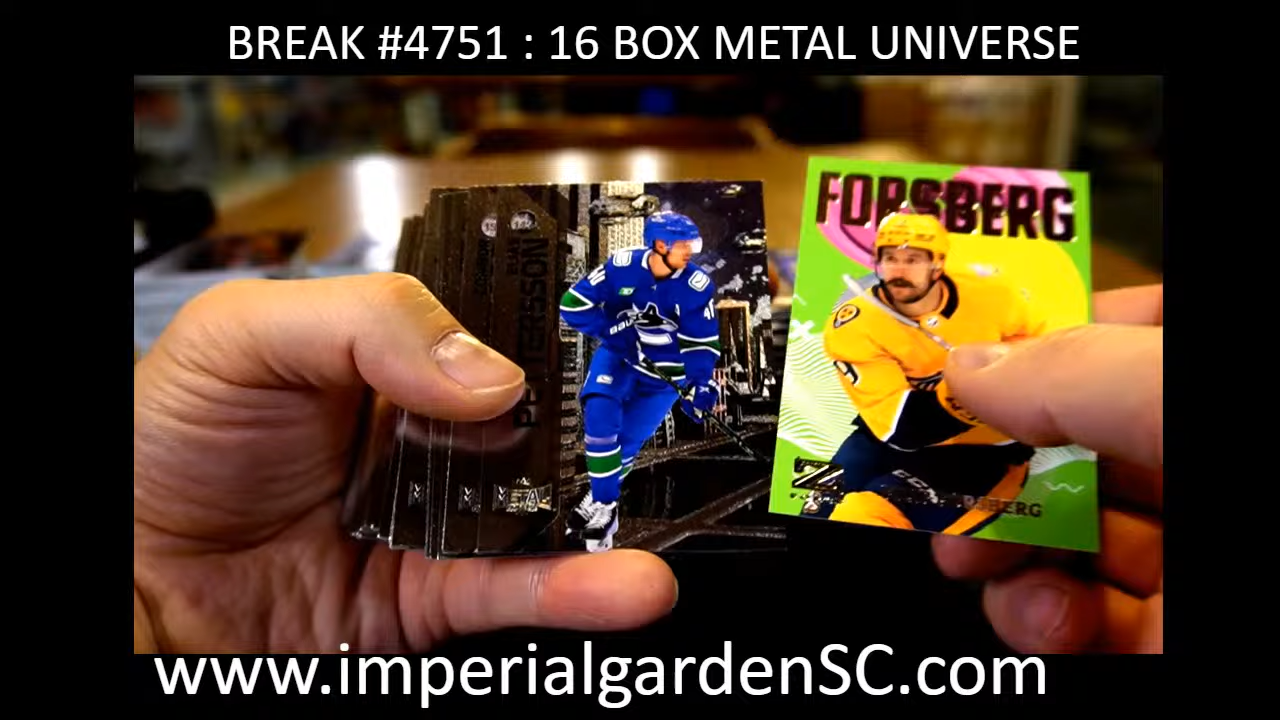 BREAK #4751 : 16 BOX METAL UNIVERSE
FORSBERG
PETTERSSON
Z
www.imperialgardenSC.com